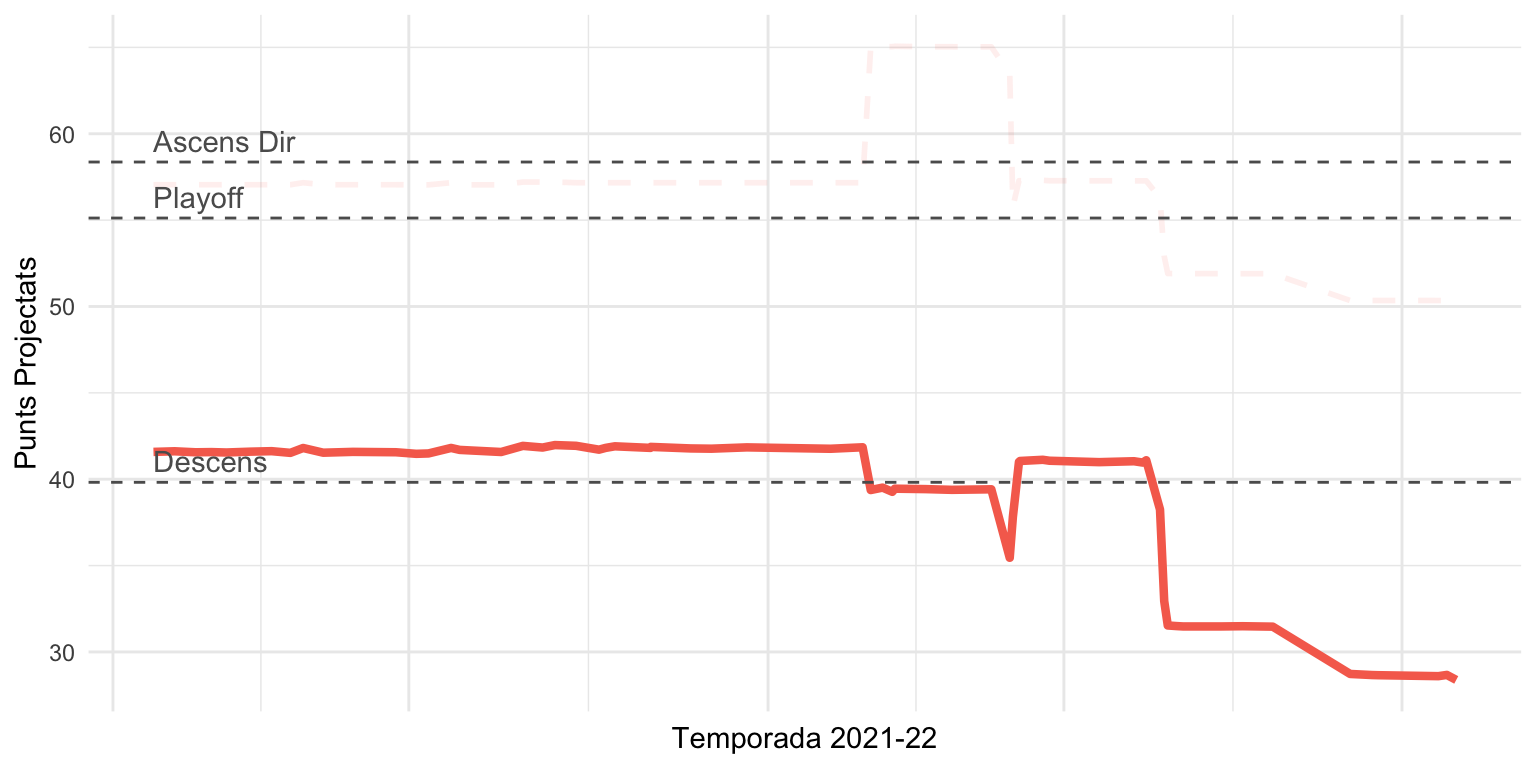 60
50
40
30
Punts Projectats
Ascens Dir
Playoff
Descens
Temporada 2021-22